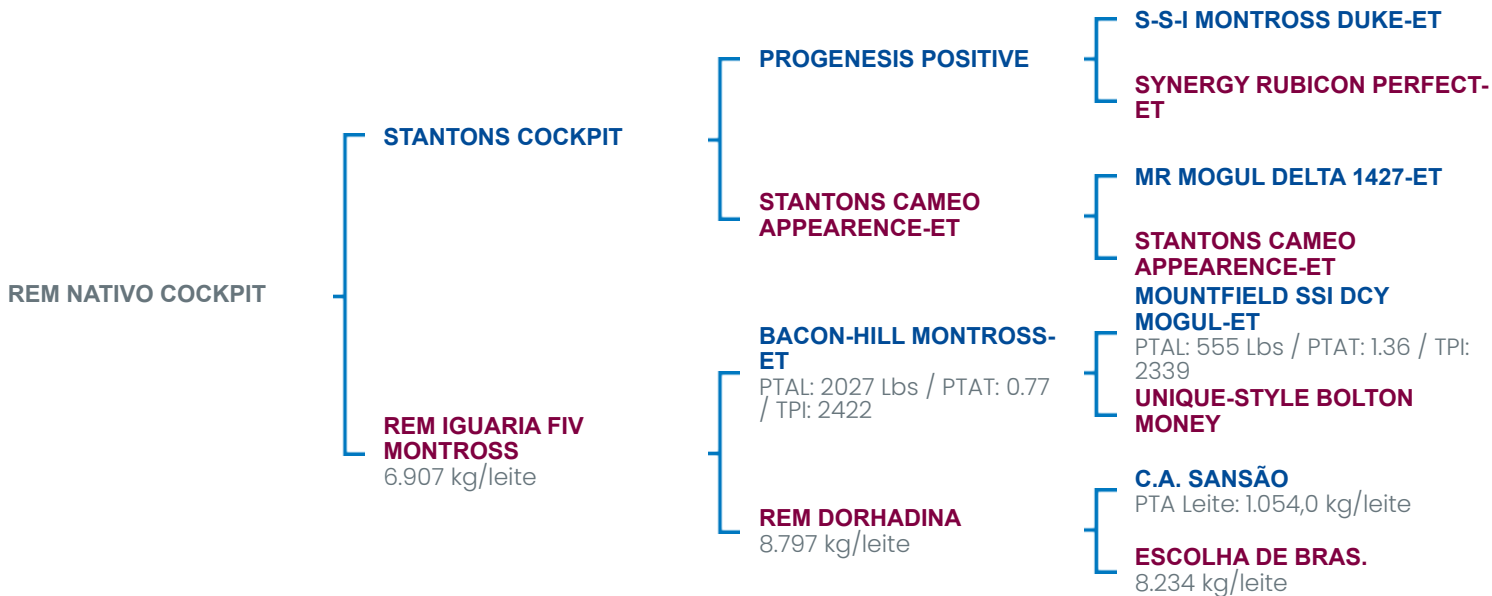 REM NATIVO COCKPIT
STANTONS COCKPIT
REM IGUARIA FIV
MONTROSS
6.907 kg/leite
PROGENESIS POSITIVE
STANTONS CAMEO
APPEARENCE-ET
BACON-HILL MONTROSS-
ET
PTAL: 2027 Lbs / PTAT: 0.77
/ TPI: 2422
REM DORHADINA
8.797 kg/leite
S-S-I MONTROSS DUKE-ET
SYNERGY RUBICON PERFECT-
ET
MR MOGUL DELTA 1427-ET
STANTONS CAMEO
APPEARENCE-ET
MOUNTFIELD SSI DCY
MOGUL-ET
PTAL: 555 Lbs / PTAT: 1.36 / TPI:
2339
UNIQUE-STYLE BOLTON
MONEY
C.A. SANSÃO
PTA Leite: 1.054,0 kg/leite
ESCOLHA DE BRAS.
8.234 kg/leite